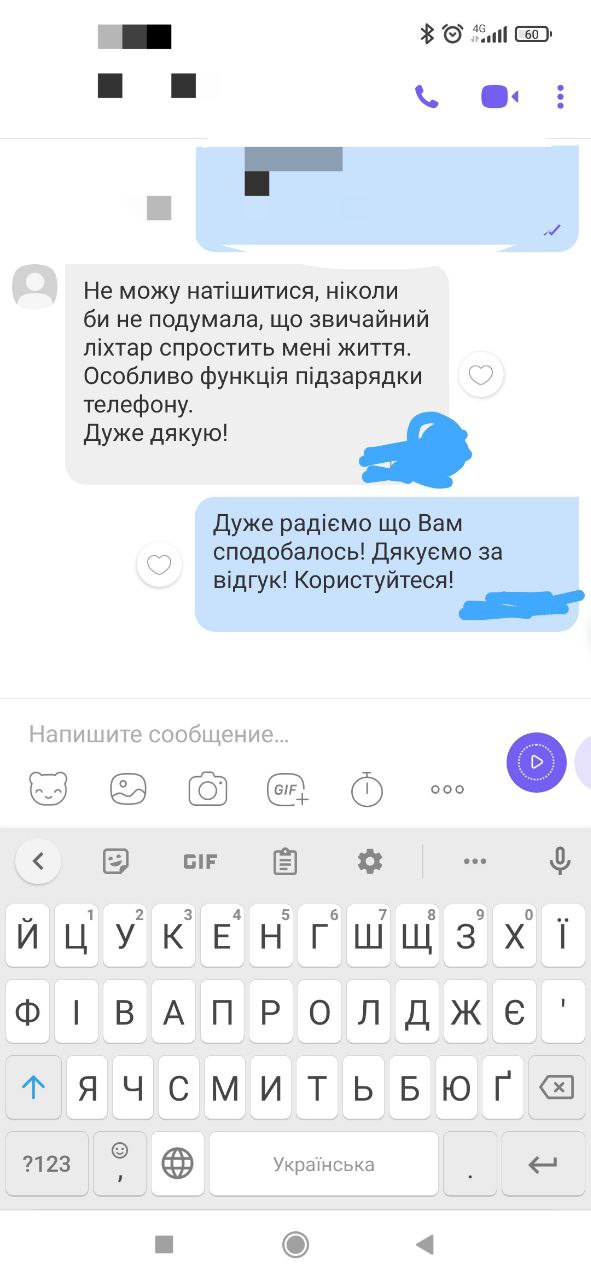 4G
60
Не можу натішитися, ніколи
би не подумала, що звичайний
ліхтар спростить мені життя.
Особливо функція підзарядки
телефону.
Дуже дякую!
Дуже радіємо що Вам
сподобалось! Дякуємо за
відгук! Користуйтеся!
Напишите сообщение...
GIF+
GIF
Й Ц 1 У 2 К 3 Е 4 Н 5 Г 6 Ш 7 Щ 8 З 9 Х 0 Ї
Ф І В А П Р О Л Д Ж Є '
Я Ч С М И Т Ь Б Ю Ґ
?123 , Українська .